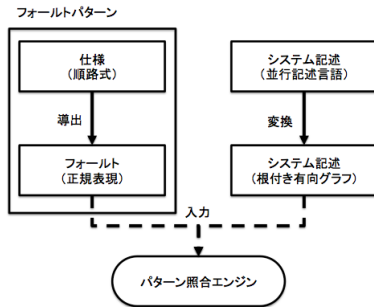 フォールトパターン
仕様
(順路式)
導出
フォールト
(正規表現)
システム記述
(並行記述言語)
変換
システム記述
(根付き有向グラフ)
入力
パターン照合エンジン